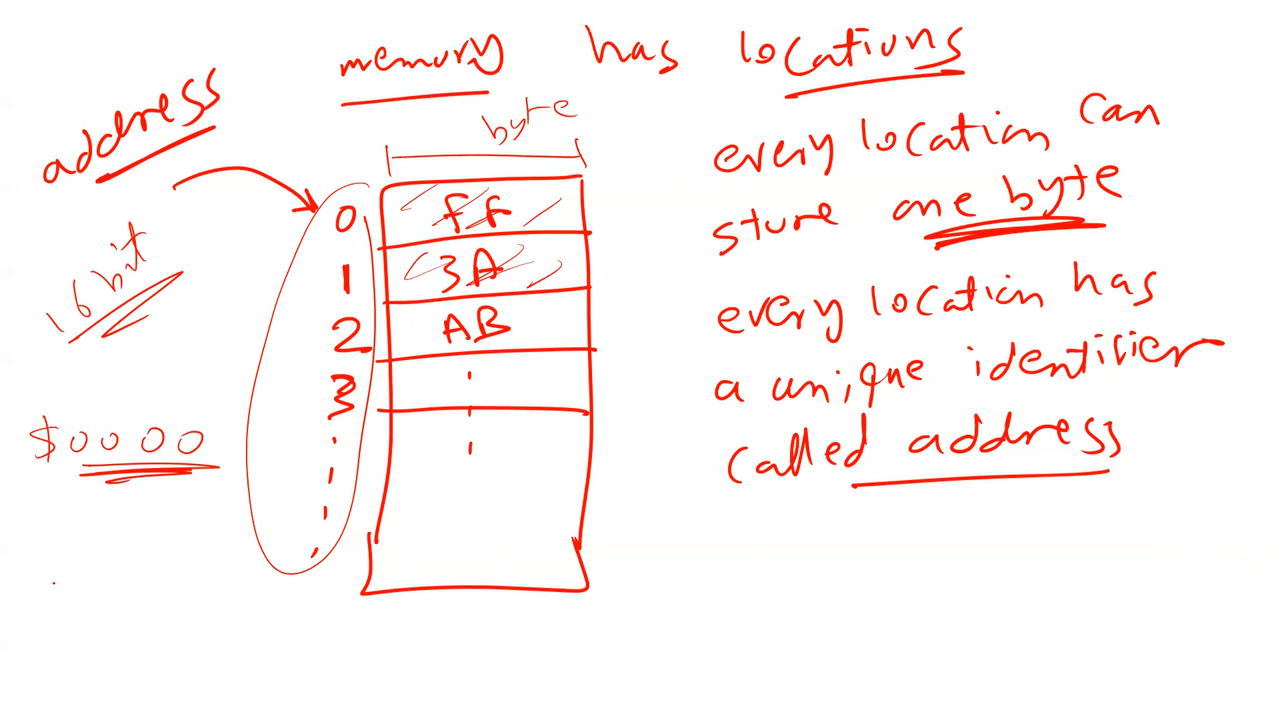 memory has locations
address
byte
every location can
store one byte
0 FF
1 3A
2 AB
3
16 bit
every location has
a unique identifier
called address
$0000